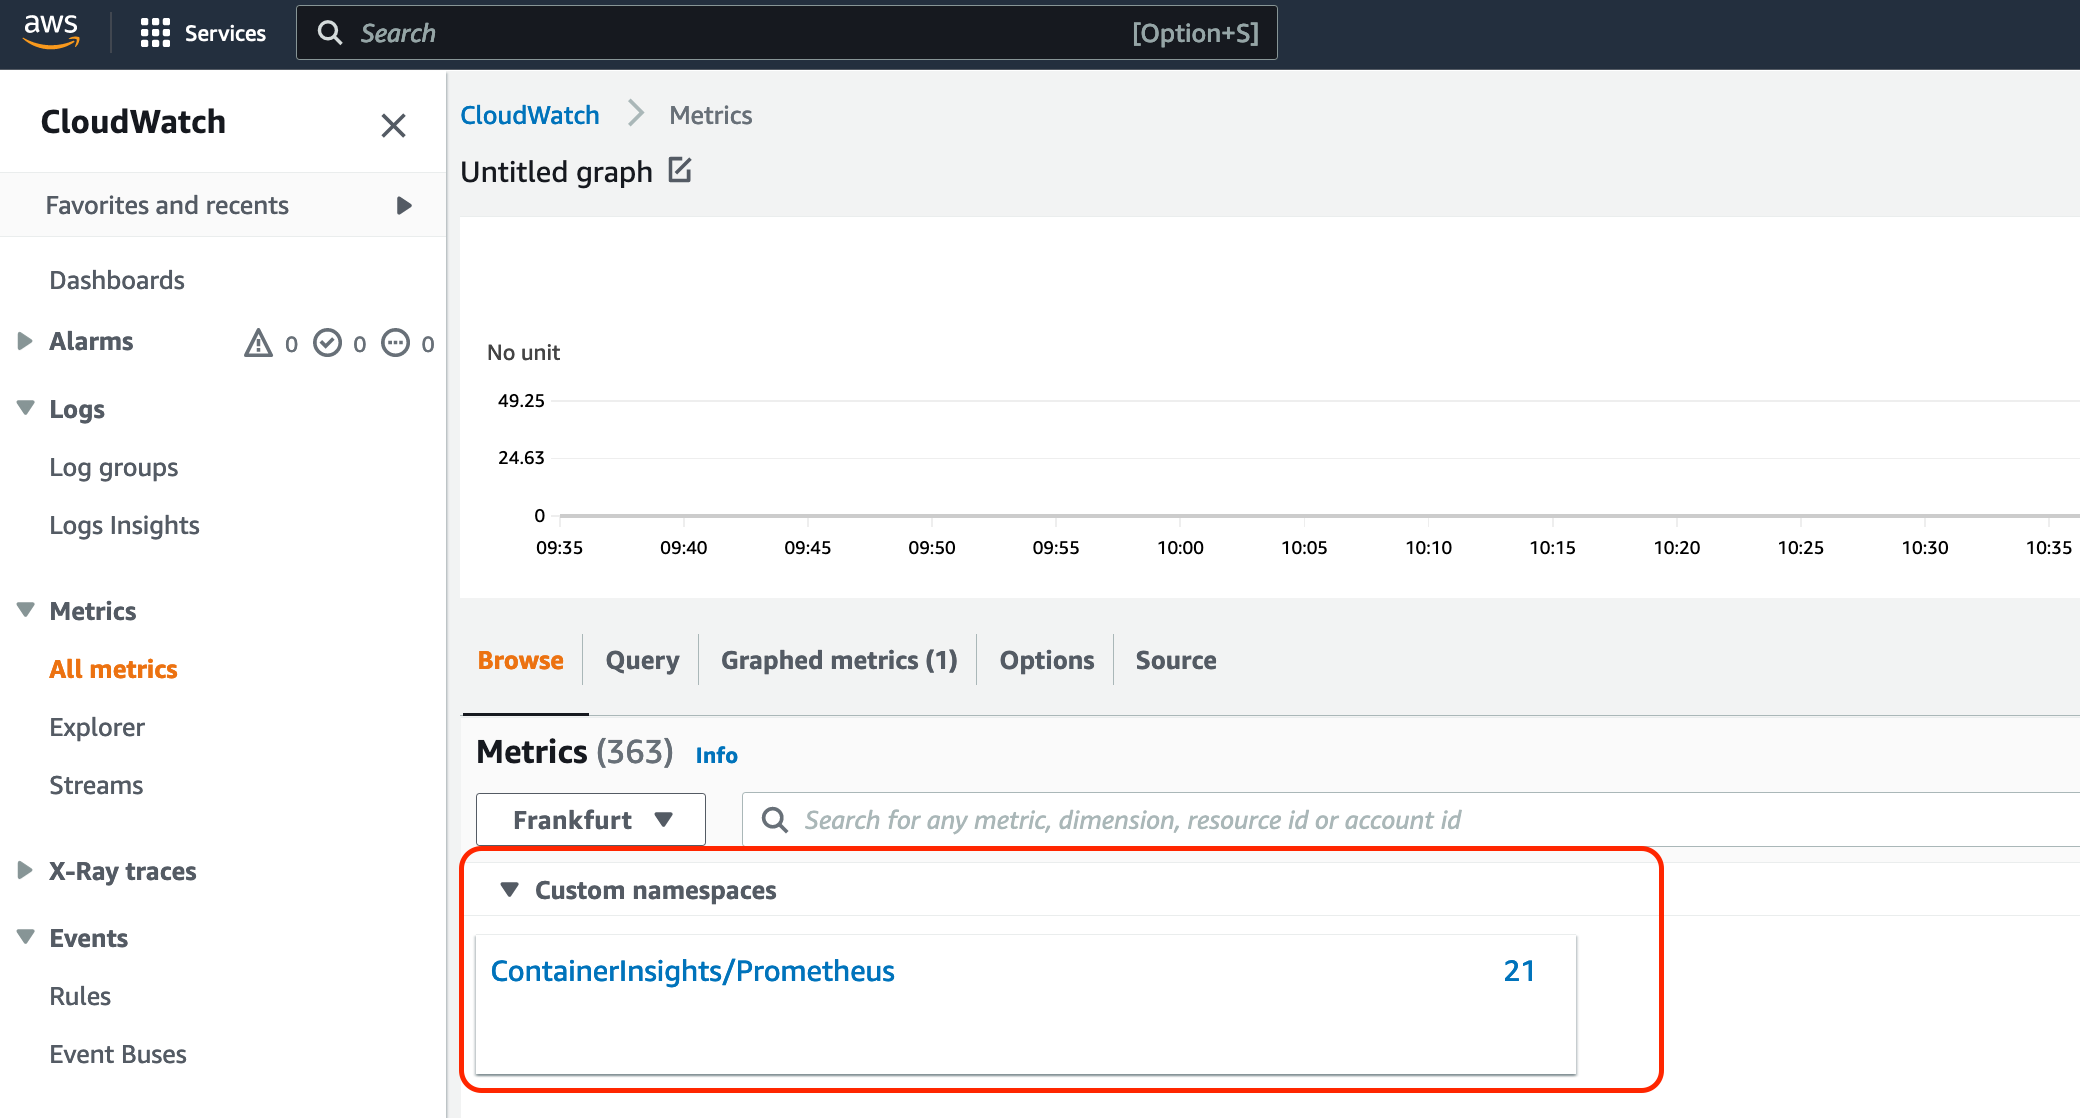 aws
Services
Search [Option+S]
CloudWatch
Favorites and recents
Dashboards
Alarms 0 0 0
Logs
Log groups
Logs Insights
Metrics
All metrics
Explorer
Streams
X-Ray traces
Events
Rules
Event Buses
CloudWatch Metrics
Untitled graph
No unit
49.25
24.63
0
09:35 09:40 09:45 09:50 09:55 10:00 10:05 10:10 10:15 10:20 10:25 10:30 10:35
Browse Query Graphed metrics (1) Options Source
Metrics (363) Info
Frankfurt Search for any metric, dimension, resource id or account id
Custom namespaces
ContainerInsights/Prometheus 21